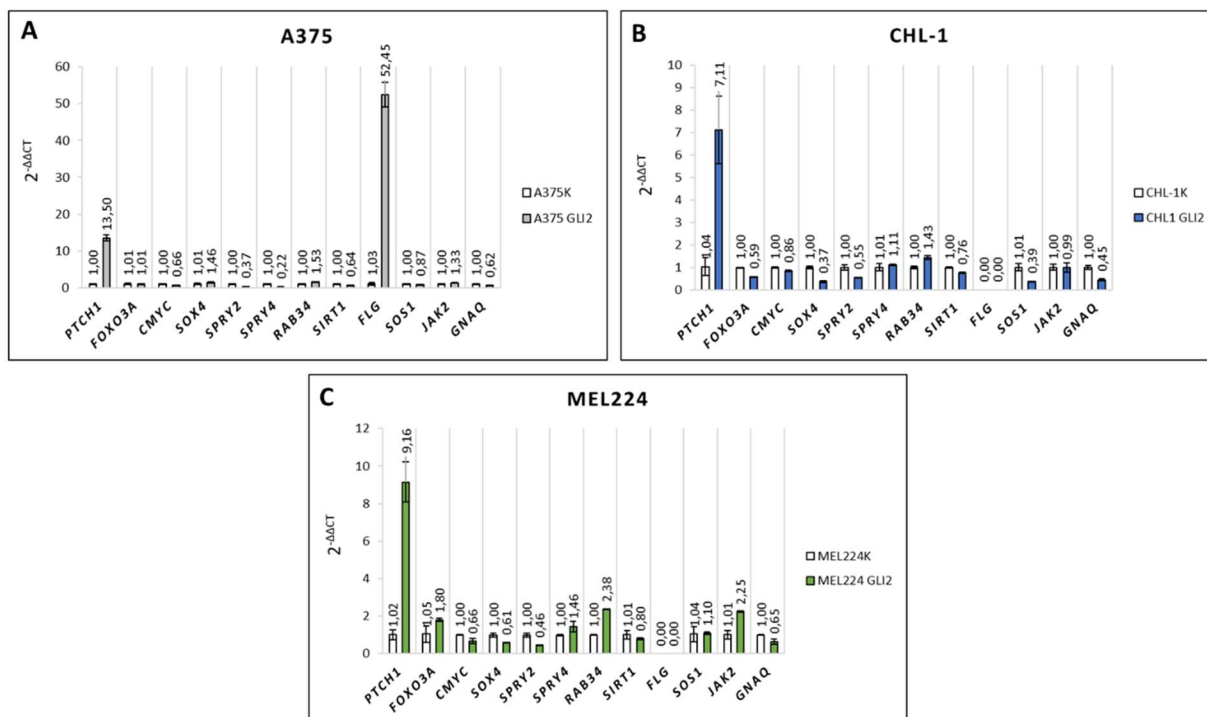 A
A375
60
50
40
30
20
10
0
2-ΔΔCT
1,00
13,50
1,01
1,01
1,00
0,66
1,01
1,46
1,00
0,37
1,00
0,22
1,00
1,53
1,00
0,64
1,03
52,45
1,00
0,87
1,00
1,33
1,00
0,62
PTCH1
FOXO3A
CMYC
SOX4
SPRY2
SPRY4
RAB34
SIRT1
FLG
SOS1
JAK2
GNAQ
A375K
A375 GLI2
B
CHL-1
10
9
8
7
6
5
4
3
2
1
0
2-ΔΔCT
1,04
7,11
1,00
0,59
1,00
0,86
1,00
0,37
1,00
0,55
1,01
1,11
1,00
1,43
1,00
0,76
0,00
0,00
1,01
0,39
1,00
0,99
1,00
0,45
PTCH1
FOXO3A
CMYC
SOX4
SPRY2
SPRY4
RAB34
SIRT1
FLG
SOS1
JAK2
GNAQ
CHL-1K
CHL1 GLI2
C
MEL224
12
10
8
6
4
2
0
2-ΔΔCT
1,02
9,16
1,05
1,80
1,00
0,66
1,00
0,61
1,00
0,46
1,00
1,46
1,00
2,38
1,01
0,80
0,00
0,00
1,04
1,10
1,01
2,25
1,00
0,65
PTCH1
FOXO3A
CMYC
SOX4
SPRY2
SPRY4
RAB34
SIRT1
FLG
SOS1
JAK2
GNAQ
MEL224K
MEL224 GLI2